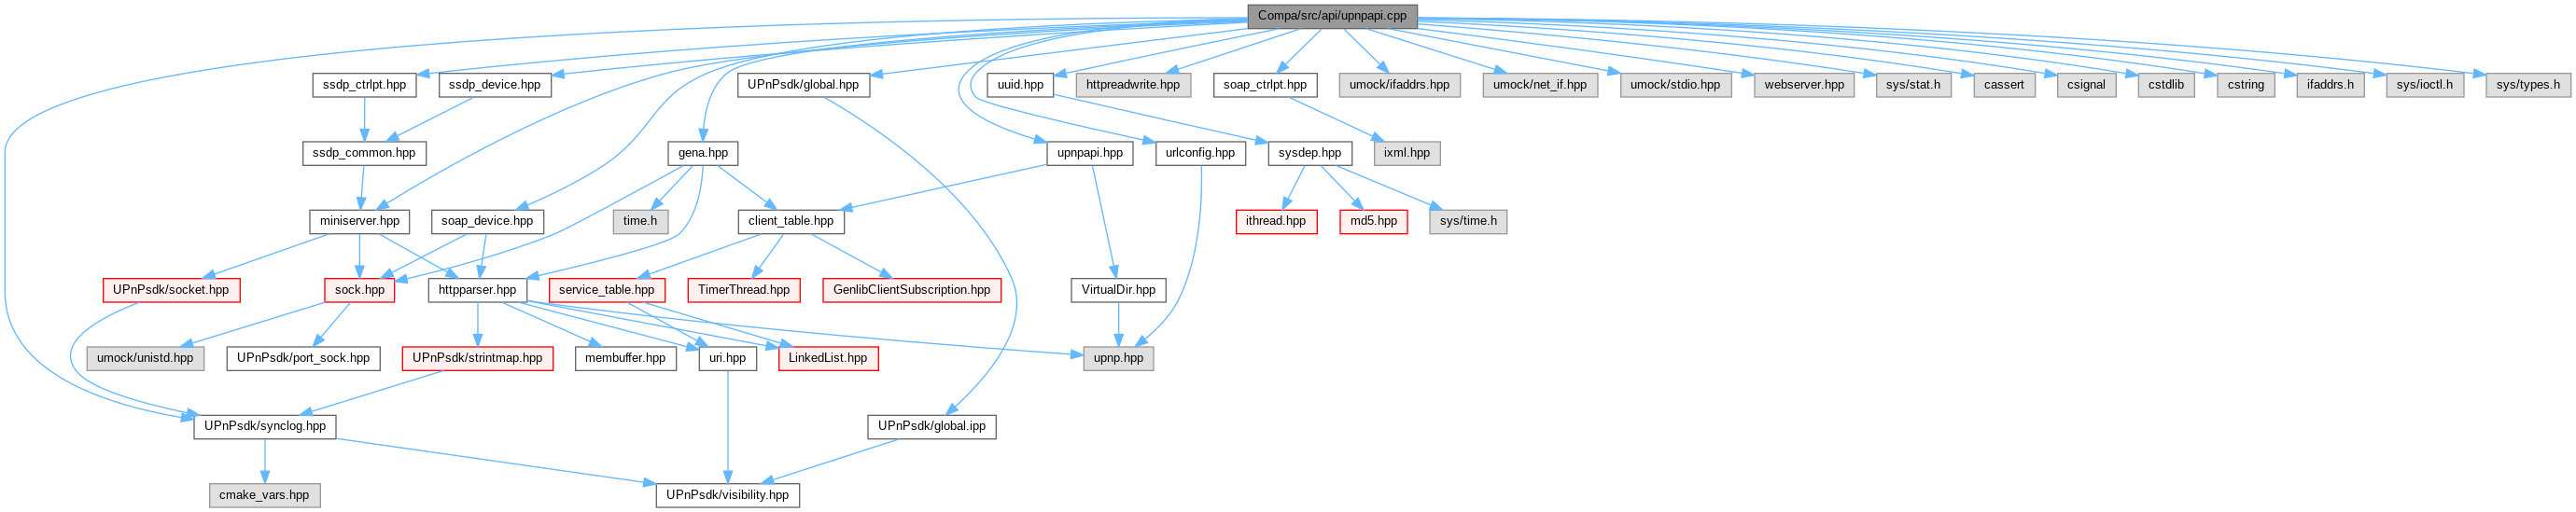 Compa/src/api/upnpapi.cpp
ssdp_ctrlpt.hpp
ssdp_device.hpp
UPnPsdk/global.hpp
uuid.hpp
httpreadwrite.hpp
soap_ctrlpt.hpp
umock/ifaddrs.hpp
umock/net_if.hpp
umock/stdio.hpp
webserver.hpp
sys/stat.h
cassert
csignal
cstdlib
cstring
ifaddrs.h
sys/ioctl.h
sys/types.h
ssdp_common.hpp
gena.hpp
upnpapi.hpp
urlconfig.hpp
sysdep.hpp
ixml.hpp
miniserver.hpp
soap_device.hpp
time.h
client_table.hpp
ithread.hpp
md5.hpp
sys/time.h
UPnPsdk/socket.hpp
sock.hpp
httpparser.hpp
service_table.hpp
TimerThread.hpp
GenlibClientSubscription.hpp
VirtualDir.hpp
umock/unistd.hpp
UPnPsdk/port_sock.hpp
UPnPsdk/strintmap.hpp
membuffer.hpp
uri.hpp
LinkedList.hpp
upnp.hpp
UPnPsdk/synclog.hpp
UPnPsdk/global.ipp
cmake_vars.hpp
UPnPsdk/visibility.hpp